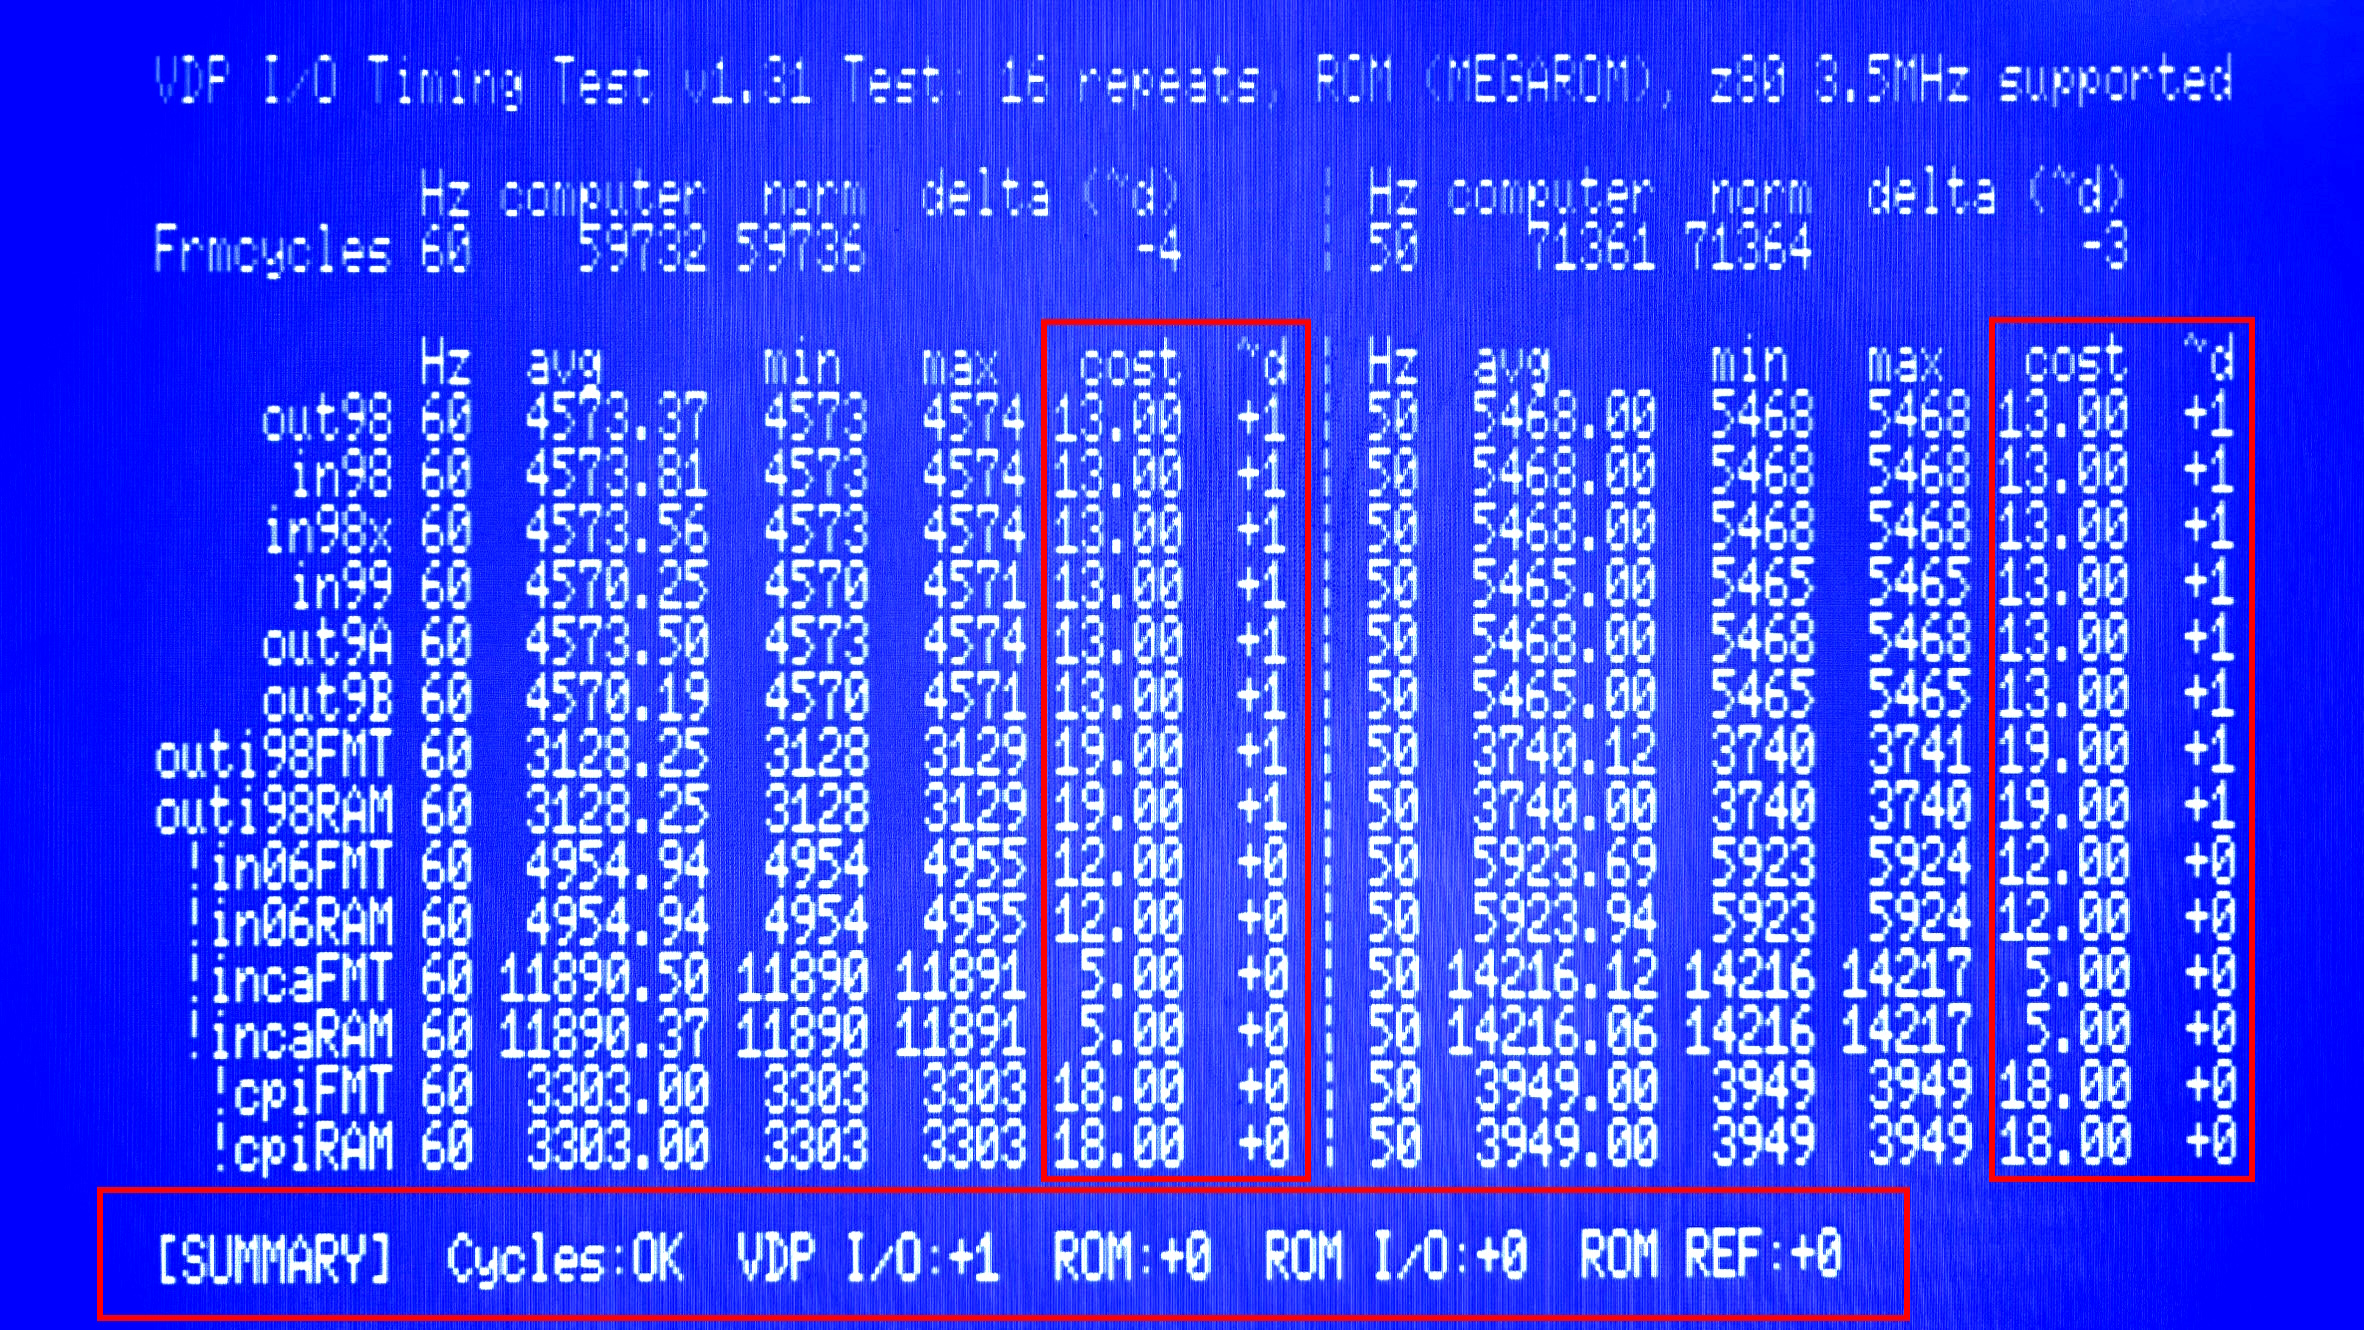 VDP I/O Timing Test v1.31 Test: 16 repeats, ROM (MEGAROM), z80 3.5MHz supported
Hz computer norm delta (~d) ¦ Hz computer norm delta (~d)
Frmcycles 60 59732 59736 -4 ¦ 50 71361 71364 -3
Hz avg min max cost ~d ¦ Hz avg min max cost ~d
out98 60 4573.37 4573 4574 13.00 +1 ¦ 50 5468.00 5468 5468 13.00 +1
in98 60 4573.81 4573 4574 13.00 +1 ¦ 50 5468.00 5468 5468 13.00 +1
in98x 60 4573.56 4573 4574 13.00 +1 ¦ 50 5468.00 5468 5468 13.00 +1
in99 60 4570.25 4570 4571 13.00 +1 ¦ 50 5465.00 5465 5465 13.00 +1
out9A 60 4573.50 4573 4574 13.00 +1 ¦ 50 5468.00 5468 5468 13.00 +1
out9B 60 4570.19 4570 4571 13.00 +1 ¦ 50 5465.00 5465 5465 13.00 +1
outi98FMT 60 3128.25 3128 3129 19.00 +1 ¦ 50 3740.12 3740 3741 19.00 +1
outi98RAM 60 3128.25 3128 3129 19.00 +1 ¦ 50 3740.00 3740 3740 19.00 +1
!in06FMT 60 4954.94 4954 4955 12.00 +0 ¦ 50 5923.69 5923 5924 12.00 +0
!in06RAM 60 4954.94 4954 4955 12.00 +0 ¦ 50 5923.94 5923 5924 12.00 +0
!incaFMT 60 11890.50 11890 11891 5.00 +0 ¦ 50 14216.12 14216 14217 5.00 +0
!incaRAM 60 11890.37 11890 11891 5.00 +0 ¦ 50 14216.06 14216 14217 5.00 +0
!cpiFMT 60 3303.00 3303 3303 18.00 +0 ¦ 50 3949.00 3949 3949 18.00 +0
!cpiRAM 60 3303.00 3303 3303 18.00 +0 ¦ 50 3949.00 3949 3949 18.00 +0
[SUMMARY] Cycles:OK VDP I/O:+1 ROM:+0 ROM I/O:+0 ROM REF:+0